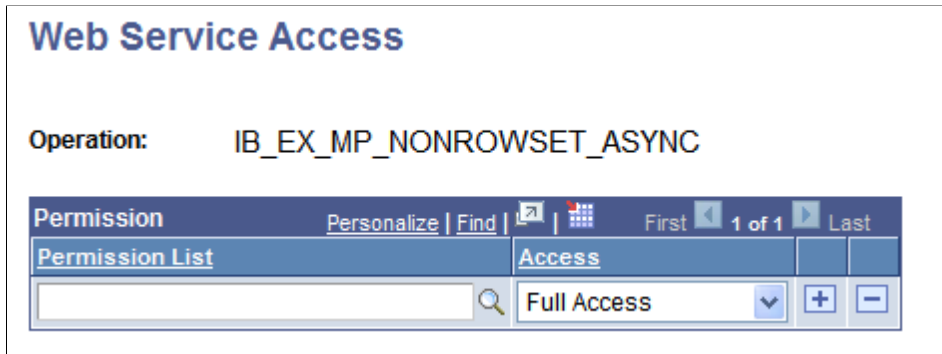 Web Service Access
Operation: IB_EX_MP_NONROWSET_ASYNC
Permission Personalize | Find | | First 1 of 1 Last
Permission List Access
Full Access